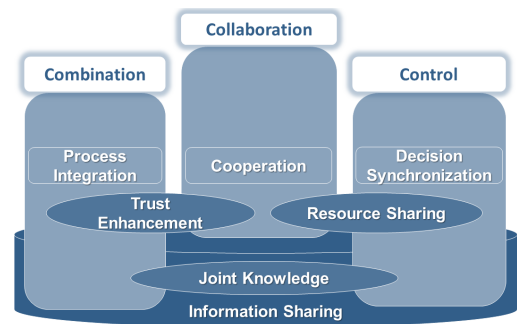 Collaboration
Combination
Control
Process
Integration
Cooperation
Decision
Synchronization
Trust
Enhancement
Resource Sharing
Joint Knowledge
Information Sharing